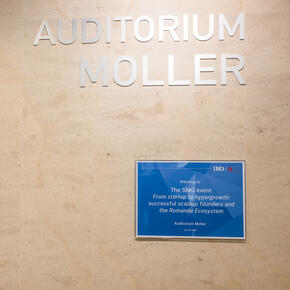 AUDITORIUM
MOLLER
IMD
Welcome to
The SMG event
From startup to hypergrowth:
successful scaleup founders and
the Romande Ecosystem
Auditorium Moller